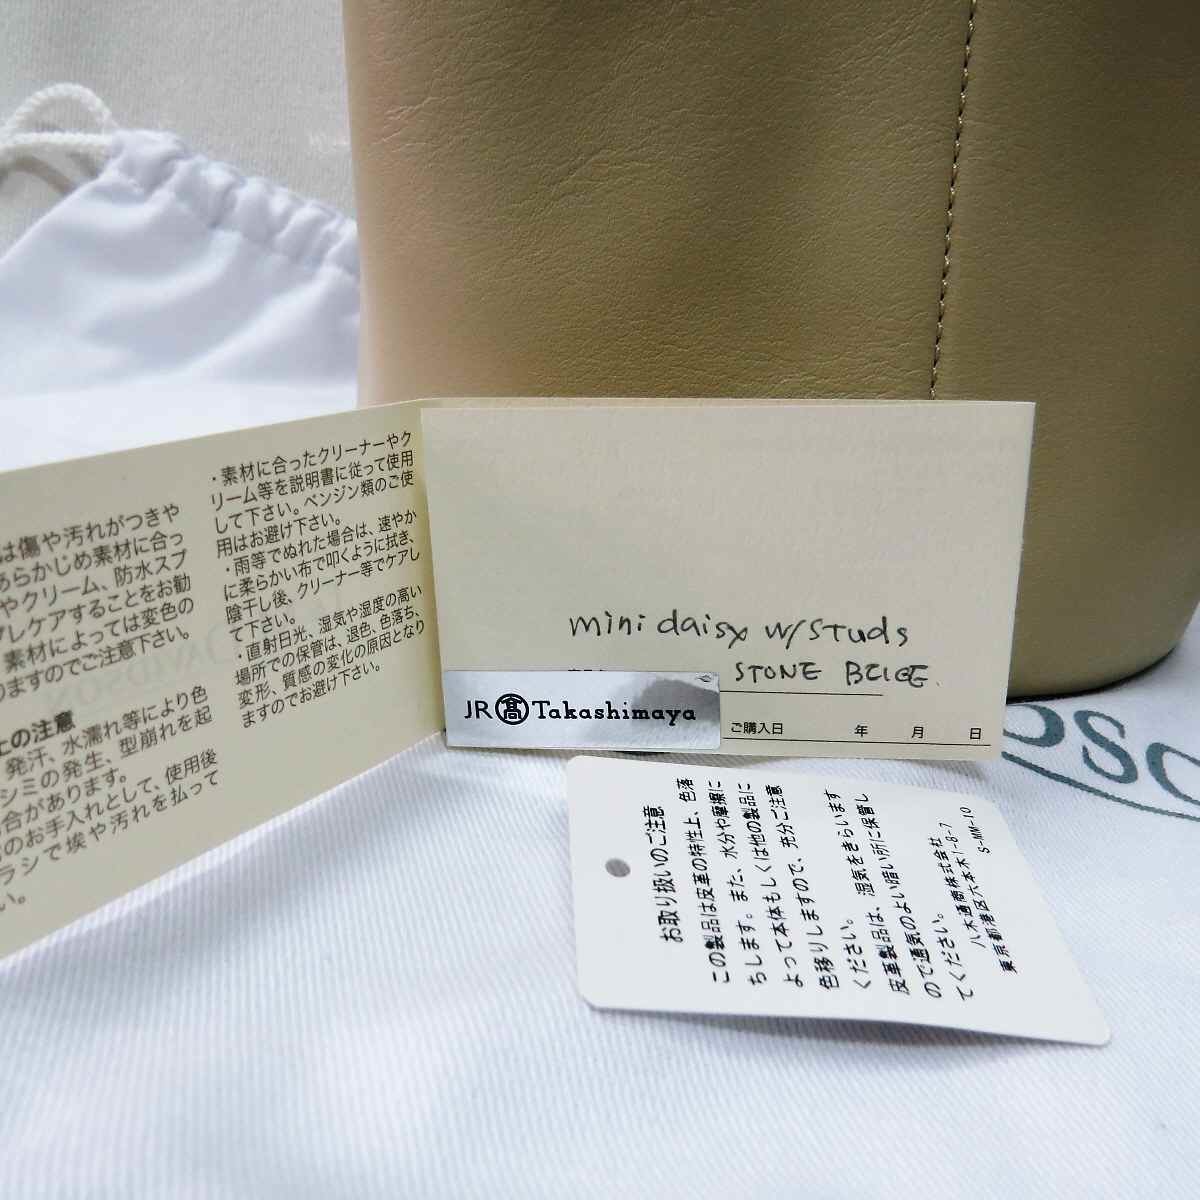 ・素材に合ったクリーナーやク
リーム等を説明書に従って使用
して下さい。ベンジン類のご使
用はお避け下さい。
・雨等でぬれた場合は、速やか
に柔らかい布で叩くように拭き、
陰干し後、クリーナー等でケアし
て下さい。
・直射日光、湿気や湿度の高い
場所での保管は、退色、色落ち、
変形、質感の変化の原因となり
ますのでお避け下さい。
は傷や汚れがつきや
あらかじめ素材に合っ
やクリーム、防水スプ
プレケアすることをお勧
素材によっては変色の
りますのでご注意下さい。
上の注意
発汗、水濡れ等により色
シミの発生、型崩れを起
合があります。
のお手入れとして、使用後
ラシで埃や汚れを払って
い。
mini daisy w/studs
STONE BEIGE.
JR 髙 Takashimaya
ご購入日 年 月 日
お取り扱いのご注意
この製品は皮革の特性上、色落
ちします。また、水分や摩擦に
よって本体もしくは他の製品に
色移りしますので、充分ご注意
ください。
皮革製品は、湿気をきらいます
ので通気のよい暗い所に保管し
てください。
八木通商株式会社
東京都港区六本木1-8-7
S-MM-10